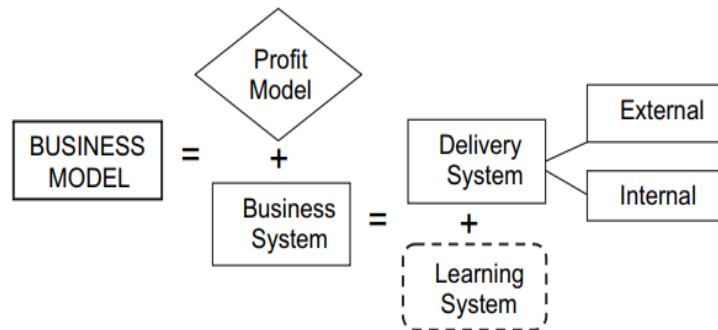 Profit
Model
BUSINESS
MODEL
=
+
Business
System
=
Delivery
System
+
Learning
System
External
Internal